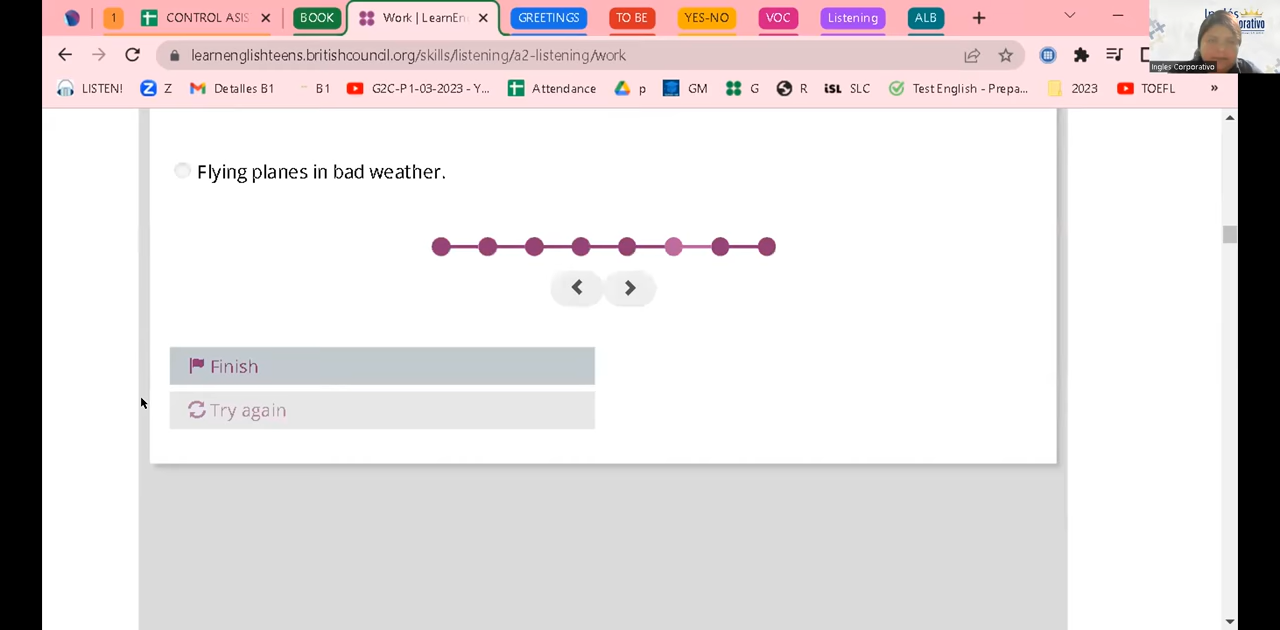 1 CONTROL ASIS BOOK Work | LearnEn GREETINGS TO BE YES-NO VOC Listening ALB
learnenglishteens.britishcouncil.org/skills/listening/a2-listening/work
LISTEN! Z Detalles B1 B1 G2C-P1-03-2023 - Y... Attendance p GM G R iSL SLC Test English - Prepa... 2023 TOEFL »
Ingles Corporativo
Flying planes in bad weather.
Finish
Try again